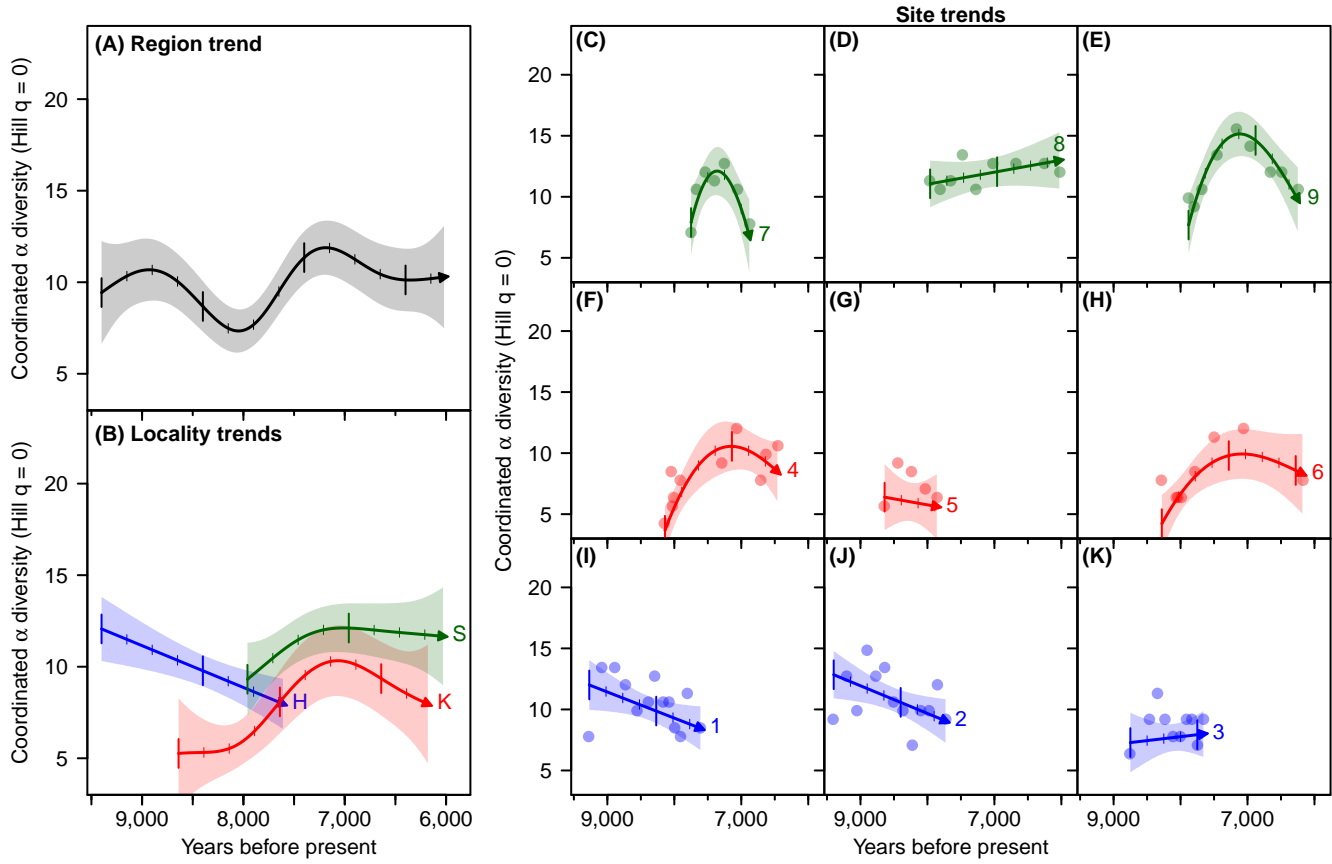 Site trends
(A) Region trend
Coordinated α diversity (Hill q = 0)
20
15
10
5
(B) Locality trends
Coordinated α diversity (Hill q = 0)
20
15
10
5
S
H
K
9,000
8,000
7,000
6,000
Years before present
Coordinated α diversity (Hill q = 0)
(C)
(D)
(E)
20
15
10
5
7
8
9
(F)
(G)
(H)
20
15
10
5
4
5
6
(I)
(J)
(K)
20
15
10
5
1
2
3
9,000
7,000
9,000
7,000
9,000
7,000
Years before present